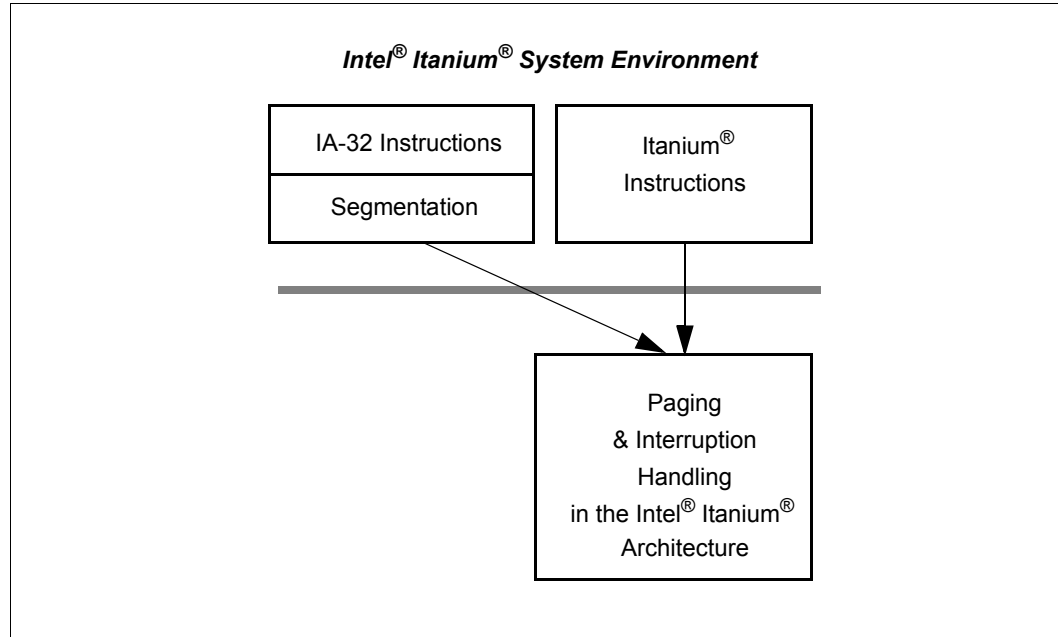 Intel® Itanium® System Environment
IA-32 Instructions
Segmentation
Itanium®
Instructions
Paging
& Interruption
Handling
in the Intel® Itanium®
Architecture